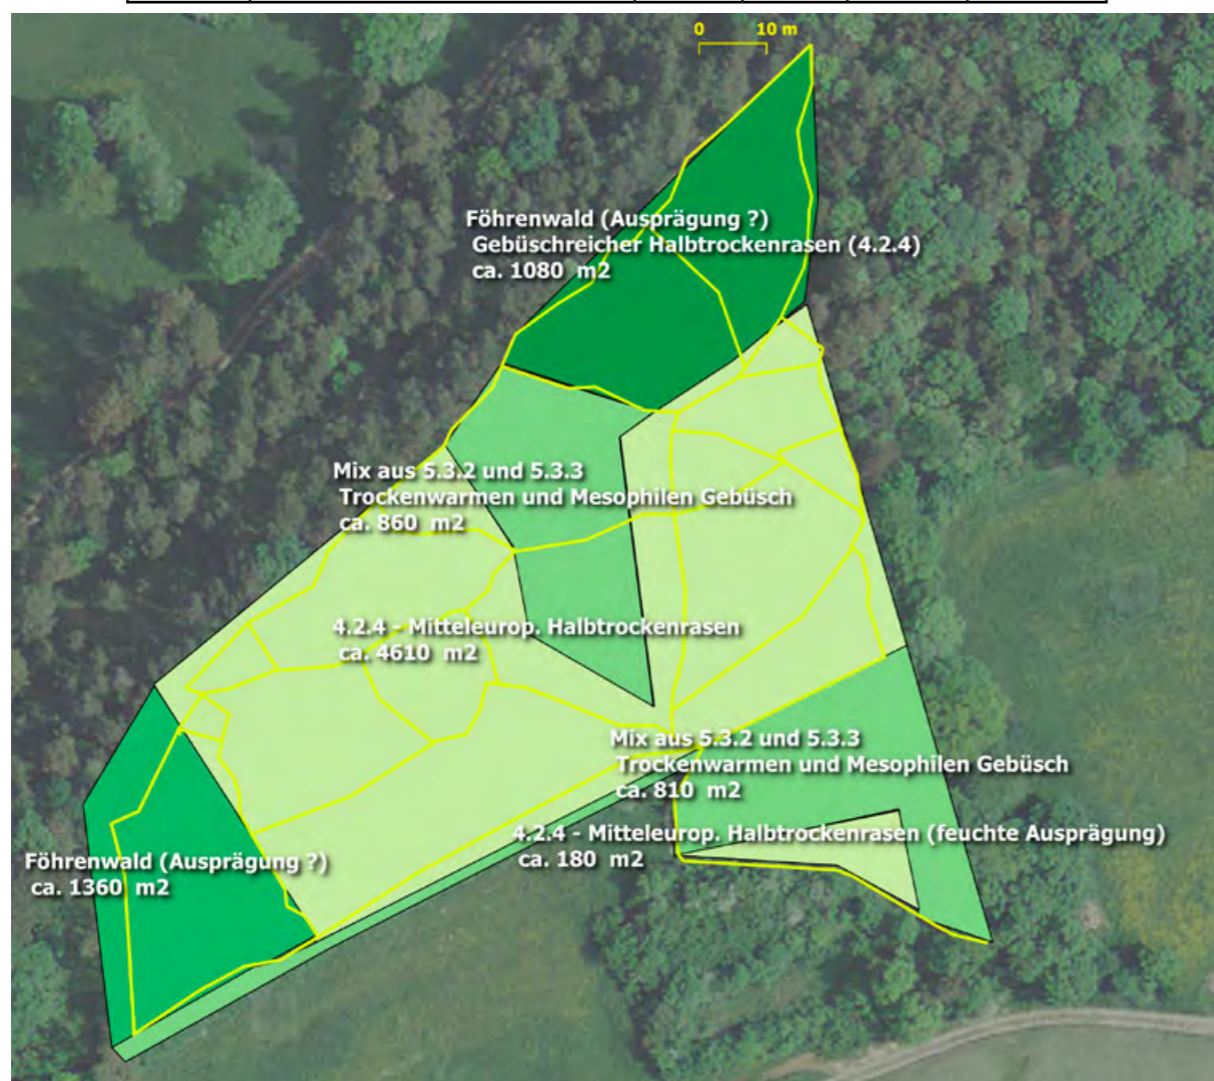 0 10 m
Föhrenwald (Ausprägung ?)
Gebüschreicher Halbtrockenrasen (4.2.4)
ca. 1080 m2
Mix aus 5.3.2 und 5.3.3
Trockenwarmen und Mesophilen Gebüsch
ca. 860 m2
4.2.4 - Mitteleurop. Halbtrockenrasen
ca. 4610 m2
Mix aus 5.3.2 und 5.3.3
Trockenwarmen und Mesophilen Gebüsch
ca. 810 m2
4.2.4 - Mitteleurop. Halbtrockenrasen (feuchte Ausprägung)
ca. 180 m2
Föhrenwald (Ausprägung ?)
ca. 1360 m2